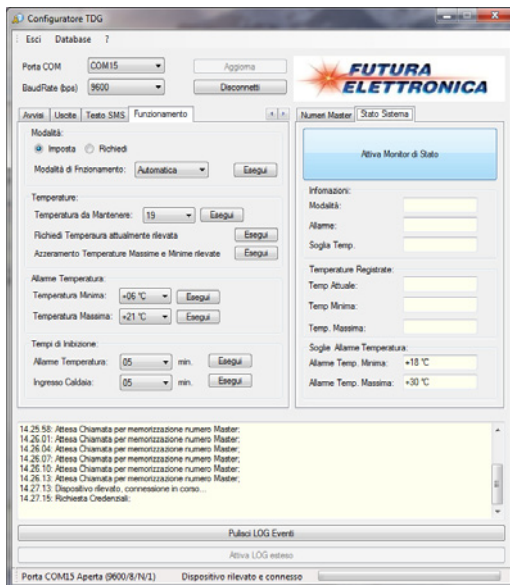 Configuratore TDG
Esci Database ?
Porta COM COM15 Aggiorna
BaudRate (bps) 9600 Disconnetti
FUTURA
ELETTRONICA
Avvisi Uscite Testo SMS Funzionamento
Numeri Master Stato Sistema
Modalità:
Imposta Richiedi
Modalità di Fnzionamento: Automatica Esegui
Temperature:
Temperatura da Mantenere: 19 Esegui
Richiedi Temperaura attualmente rilevata Esegui
Azzeramento Temperature Massime e Minime rilevate Esegui
Allarme Temperatura:
Temperatura Minima: +06 °C Esegui
Temperatura Massima: +21 °C Esegui
Tempi di Inibizione:
Allarme Temperatura: 05 min. Esegui
Ingresso Caldaia: 05 min. Esegui
Attiva Monitor di Stato
Infomazioni:
Modalità:
Allarme:
Soglia Temp.
Temperature Registrate:
Temp Attuale:
Temp Minima:
Temp. Massima:
Soglie Allarme Temperatura:
Allarme Temp. Minima: +18 °C
Allarme Temp. Massima: +30 °C
14.25.58: Attesa Chiamata per memorizzazione numero Master;
14.26.01: Attesa Chiamata per memorizzazione numero Master;
14.26.04: Attesa Chiamata per memorizzazione numero Master;
14.26.07: Attesa Chiamata per memorizzazione numero Master;
14.26.10: Attesa Chiamata per memorizzazione numero Master;
14.26.13: Attesa Chiamata per memorizzazione numero Master;
14.27.13: Dispositivo rilevato, connessione in corso...
14.27.15: Richiesta Credenziali;
Pulisci LOG Eventi
Attiva LOG esteso
Porta COM15 Aperta (9600/8/N/1) Dispositivo rilevato e connesso